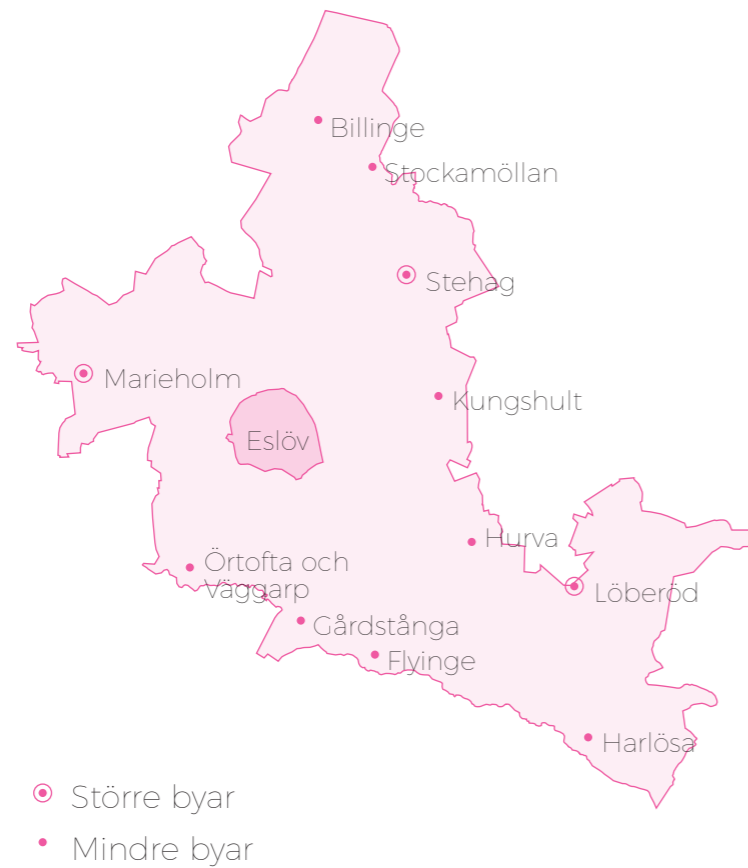 Billinge
Stockamöllan
Stehag
Marieholm
Kungshult
Eslöv
Hurva
Örtofta och
Väggarp
Löberöd
Gårdstånga
Flyinge
Harlösa
Större byar
Mindre byar